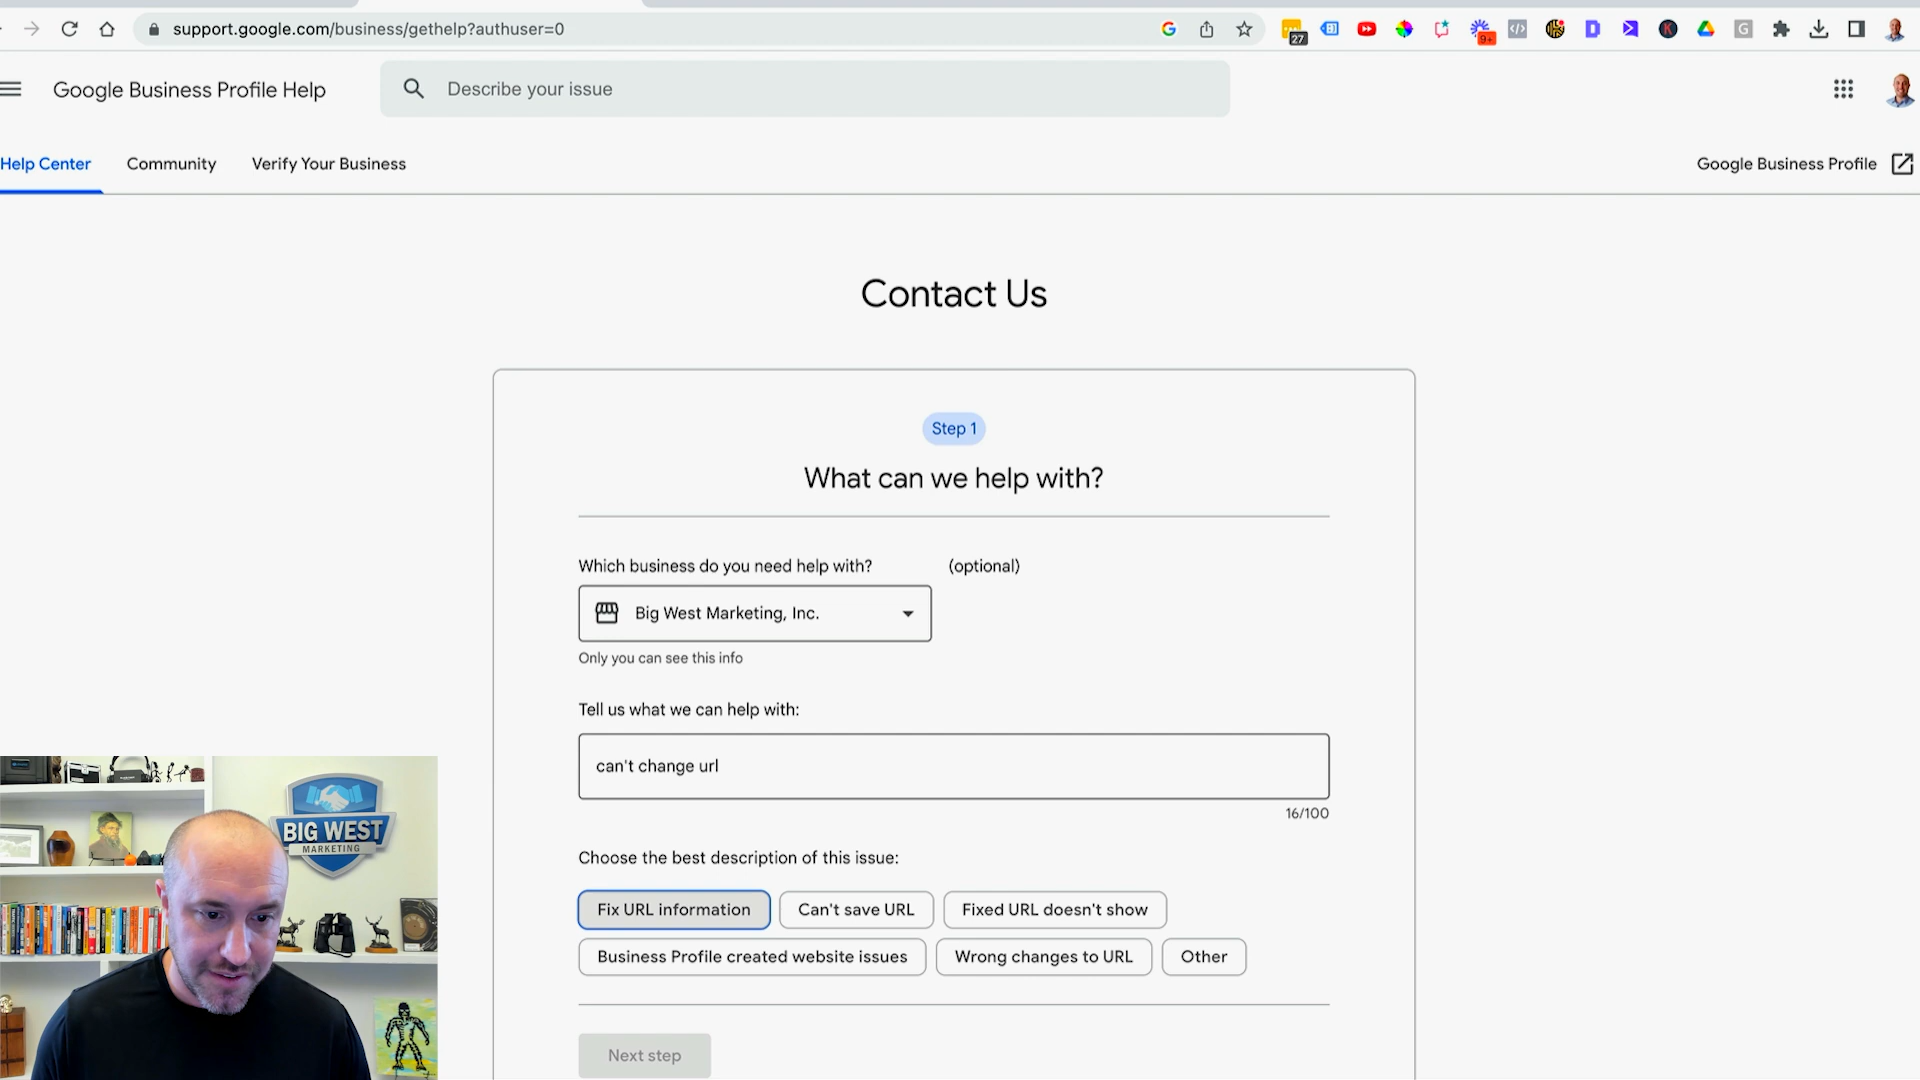 support.google.com/business/gethelp?authuser=0
27
9+
Google Business Profile Help
Describe your issue
Help Center
Community
Verify Your Business
Google Business Profile
Contact Us
Step 1
What can we help with?
Which business do you need help with?
(optional)
Big West Marketing, Inc.
Only you can see this info
Tell us what we can help with:
can't change url
16/100
Choose the best description of this issue:
Fix URL information
Can't save URL
Fixed URL doesn't show
Business Profile created website issues
Wrong changes to URL
Other
Next step
BIG WEST
MARKETING